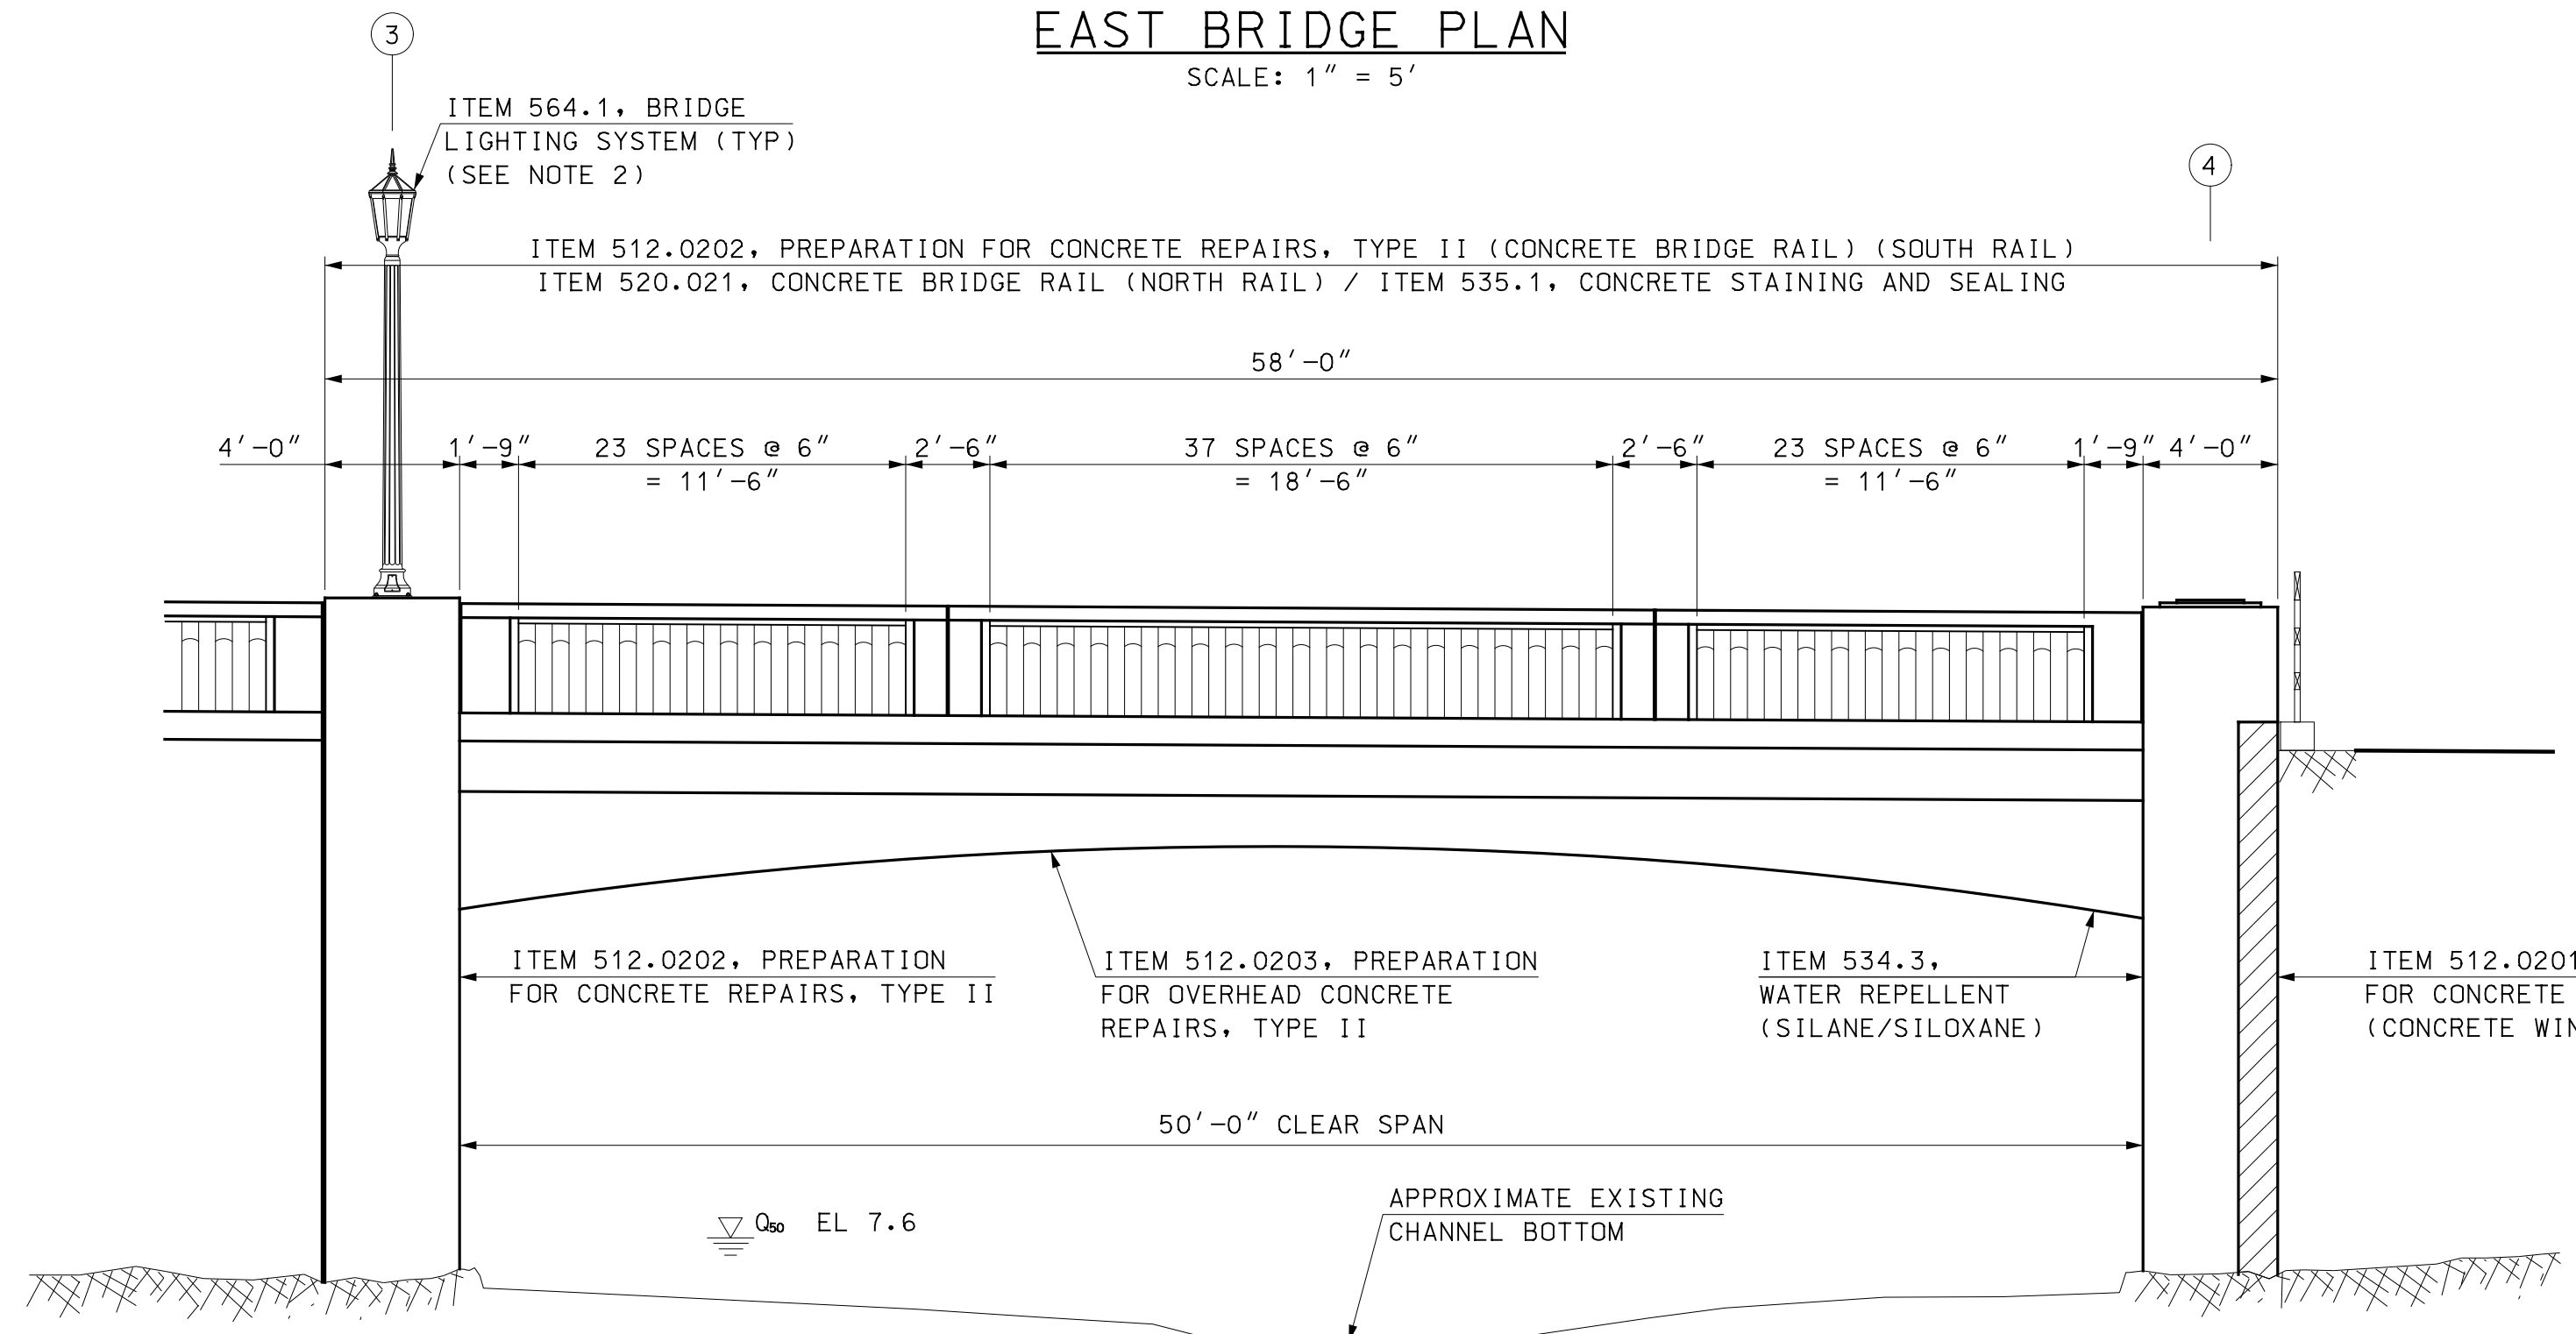 EAST BRIDGE PLAN
SCALE: 1" = 5'
3
ITEM 564.1, BRIDGE
LIGHTING SYSTEM (TYP)
(SEE NOTE 2)
4
ITEM 512.0202, PREPARATION FOR CONCRETE REPAIRS, TYPE II (CONCRETE BRIDGE RAIL) (SOUTH RAIL)
ITEM 520.021, CONCRETE BRIDGE RAIL (NORTH RAIL) / ITEM 535.1, CONCRETE STAINING AND SEALING
58'-0"
4'-0"
1'-9"
23 SPACES @ 6"
= 11'-6"
2'-6"
37 SPACES @ 6"
= 18'-6"
2'-6"
23 SPACES @ 6"
= 11'-6"
1'-9"
4'-0"
ITEM 512.0202, PREPARATION
FOR CONCRETE REPAIRS, TYPE II
ITEM 512.0203, PREPARATION
FOR OVERHEAD CONCRETE
REPAIRS, TYPE II
ITEM 534.3,
WATER REPELLENT
(SILANE/SILOXANE)
ITEM 512.0201
FOR CONCRETE
(CONCRETE WIN
50'-0" CLEAR SPAN
Q50 EL 7.6
APPROXIMATE EXISTING
CHANNEL BOTTOM